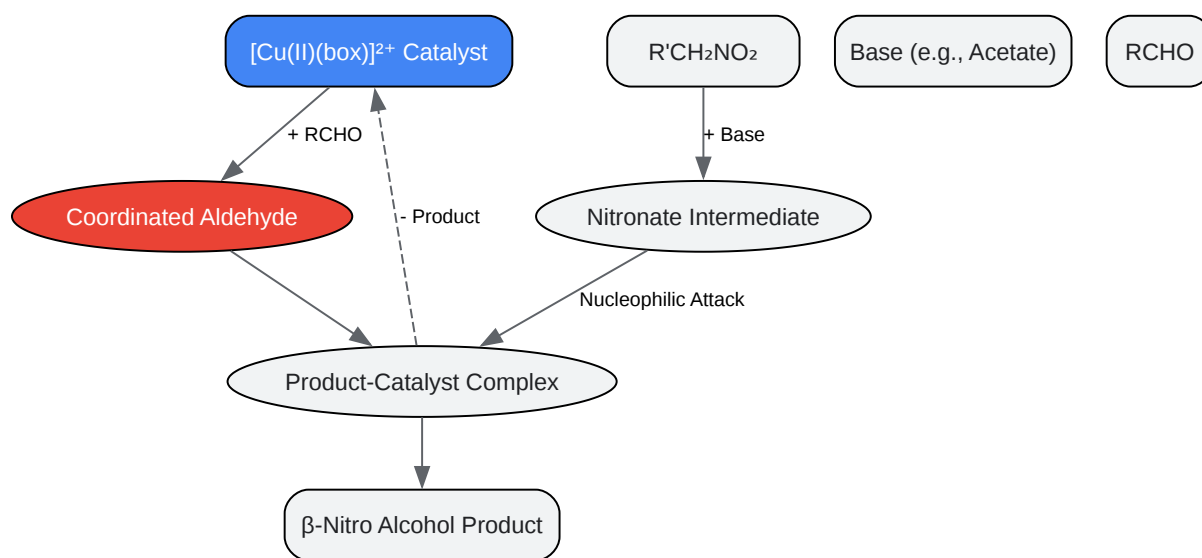 [Cu(II)(box)]²⁺ Catalyst
R'CH₂NO₂
Base (e.g., Acetate)
RCHO
+ RCHO
+ Base
Coordinated Aldehyde
- Product
Nitronate Intermediate
Nucleophilic Attack
Product-Catalyst Complex
β-Nitro Alcohol Product